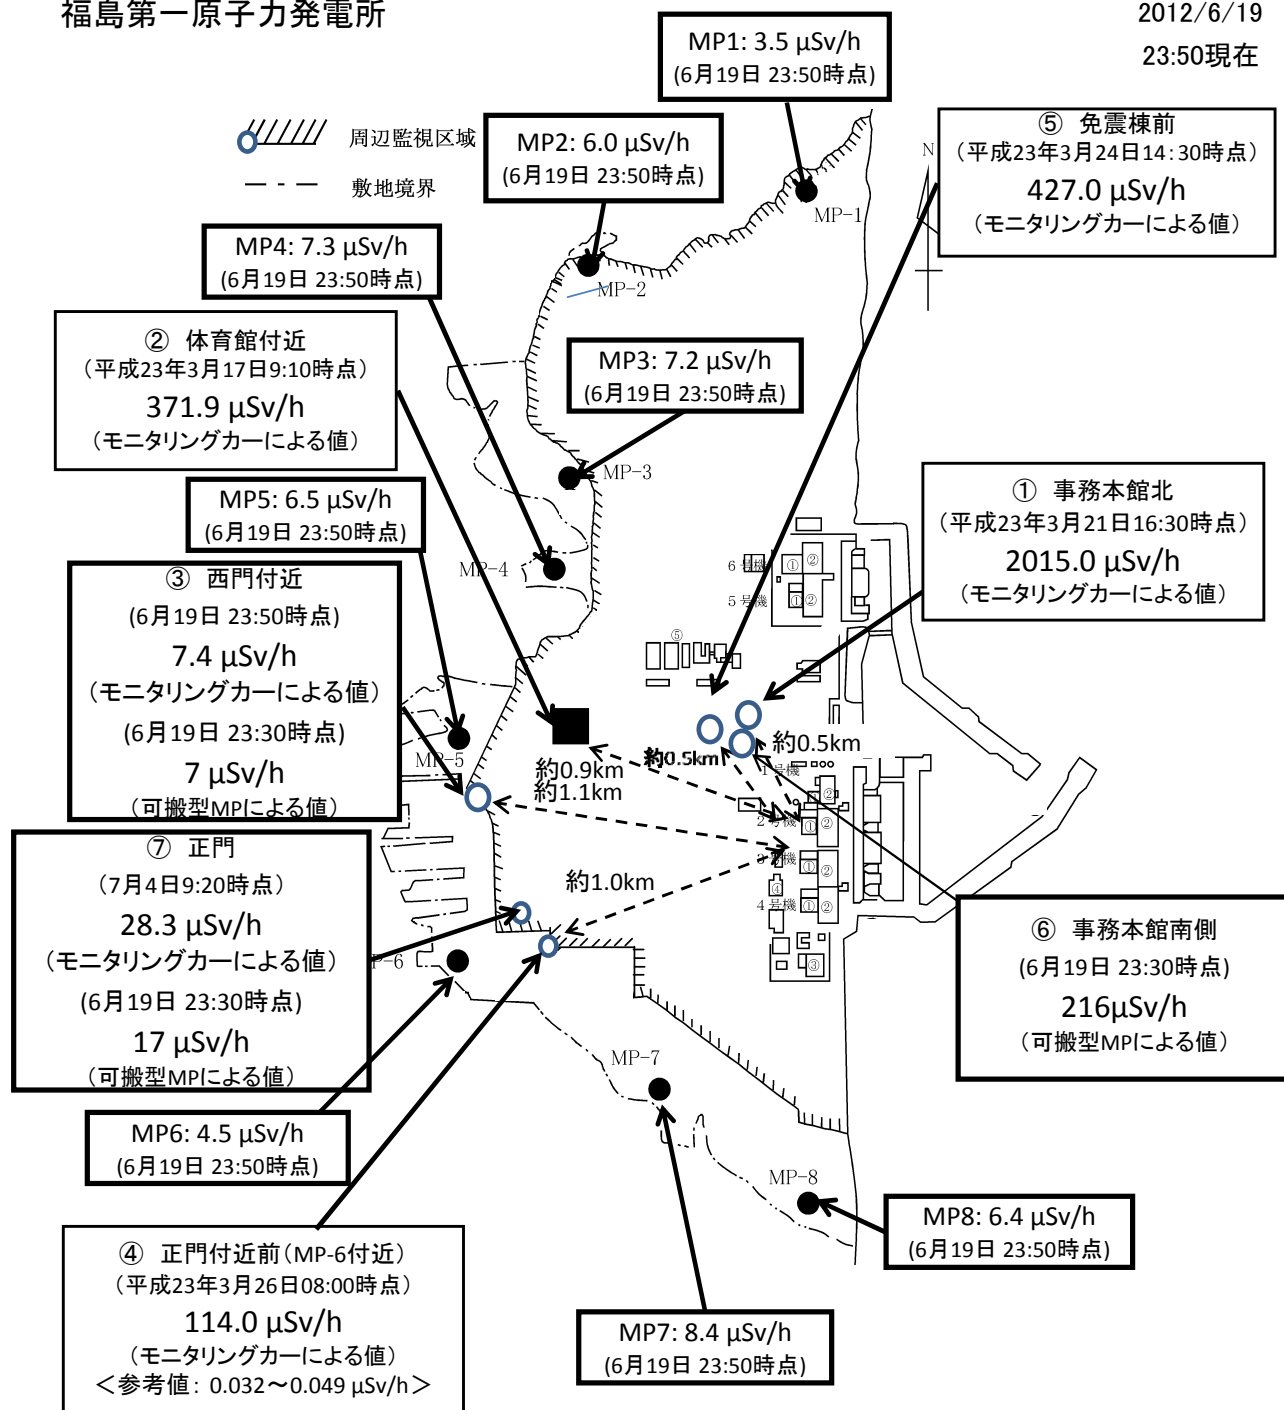 福島第一原子力発電所
2012/6/19
23:50現在
MP1: 3.5 μSv/h
(6月19日 23:50時点)
周辺監視区域
敷地境界
MP2: 6.0 μSv/h
(6月19日 23:50時点)
⑤ 免震棟前
(平成23年3月24日14:30時点)
427.0 μSv/h
(モニタリングカーによる値)
N
MP-1
MP4: 7.3 μSv/h
(6月19日 23:50時点)
MP-2
② 体育館付近
(平成23年3月17日9:10時点)
371.9 μSv/h
(モニタリングカーによる値)
MP3: 7.2 μSv/h
(6月19日 23:50時点)
MP-3
MP5: 6.5 μSv/h
(6月19日 23:50時点)
① 事務本館北
(平成23年3月21日16:30時点)
2015.0 μSv/h
(モニタリングカーによる値)
MP-4
6号機
① ②
5号機
① ②
⑤
③ 西門付近
(6月19日 23:50時点)
7.4 μSv/h
(モニタリングカーによる値)
(6月19日 23:30時点)
7 μSv/h
(可搬型MPによる値)
MP-5
約0.9km
約1.1km
約0.5km
約0.5km
1号機
②
2号機
① ②
3号機
① ②
④
4号機
① ②
③
約1.0km
⑦ 正門
(7月4日9:20時点)
28.3 μSv/h
(モニタリングカーによる値)
(6月19日 23:30時点)
17 μSv/h
(可搬型MPによる値)
P-6
⑥ 事務本館南側
(6月19日 23:30時点)
216μSv/h
(可搬型MPによる値)
MP-7
MP6: 4.5 μSv/h
(6月19日 23:50時点)
MP-8
MP8: 6.4 μSv/h
(6月19日 23:50時点)
④ 正門付近前(MP-6付近)
(平成23年3月26日08:00時点)
114.0 μSv/h
(モニタリングカーによる値)
<参考値: 0.032～0.049 μSv/h>
MP7: 8.4 μSv/h
(6月19日 23:50時点)